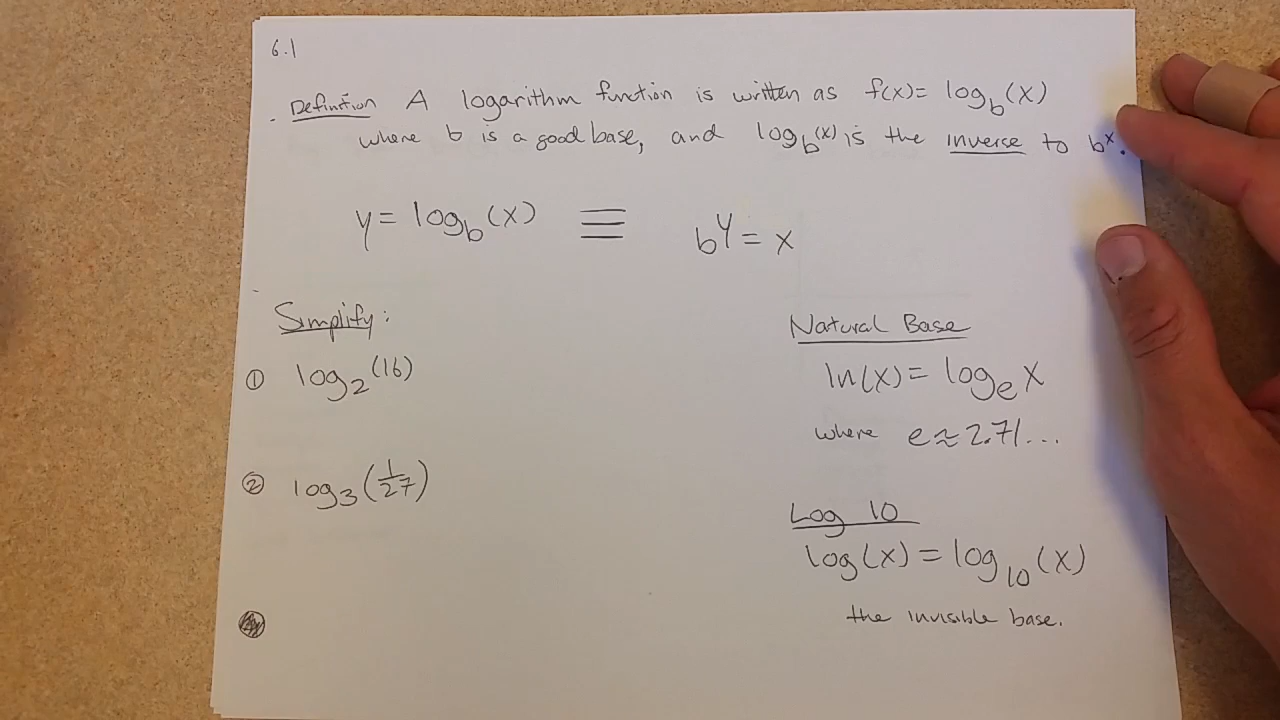 6.1
Definition A logarithm function is written as f(x) = log_b(x)
where b is a good base, and log_b(x) is the inverse to b^x.
y = log_b(x) ≡ b^y = x
Simplify:
① log_2(16)
② log_3(1/27)
Natural Base
ln(x) = log_e x
where e ≈ 2.71...
Log 10
log(x) = log_10(x)
the invisible base.